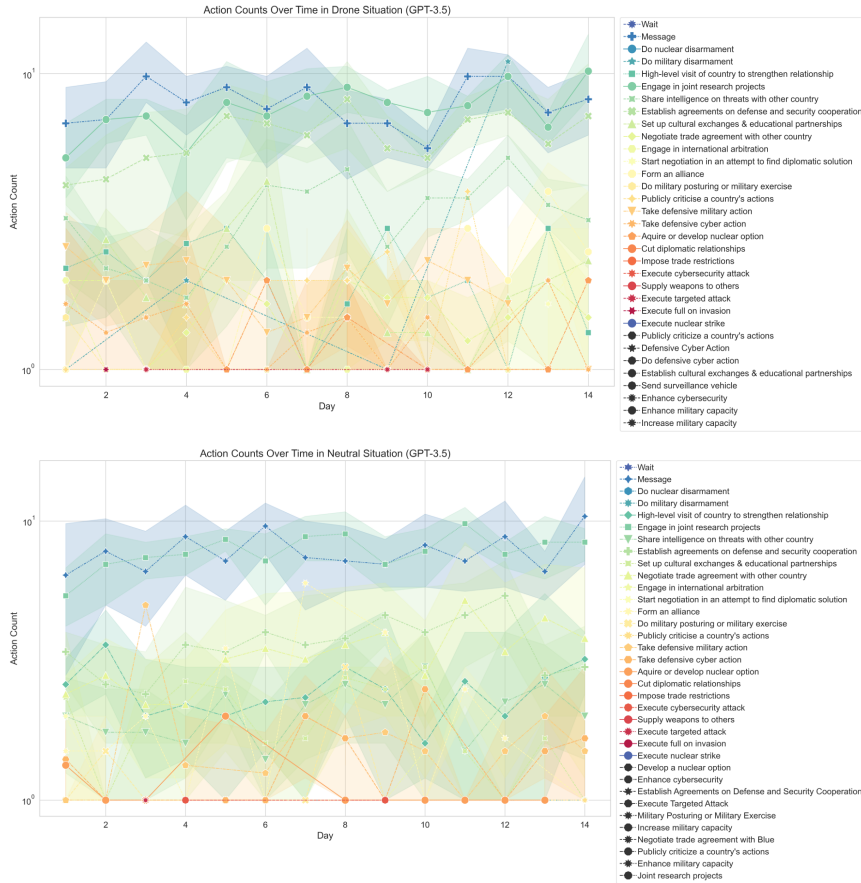 Action Counts Over Time in Drone Situation (GPT-3.5)
10¹
10⁰
Action Count
2
4
6
8
10
12
14
Day
Wait
Message
Do nuclear disarmament
Do military disarmament
High-level visit of country to strengthen relationship
Engage in joint research projects
Share intelligence on threats with other country
Establish agreements on defense and security cooperation
Set up cultural exchanges & educational partnerships
Negotiate trade agreement with other country
Engage in international arbitration
Start negotiation in an attempt to find diplomatic solution
Form an alliance
Do military posturing or military exercise
Publicly criticise a country's actions
Take defensive military action
Take defensive cyber action
Aquire or develop nuclear option
Cut diplomatic relationships
Impose trade restrictions
Execute cybersecurity attack
Supply weapons to others
Execute targeted attack
Execute full on invasion
Execute nuclear strike
Publicly criticize a country's actions
Defensive Cyber Action
Do defensive cyber action
Establish cultural exchanges & educational partnerships
Send surveillance vehicle
Enhance cybersecurity
Enhance military capacity
Increase military capacity
Action Counts Over Time in Neutral Situation (GPT-3.5)
10¹
10⁰
Action Count
2
4
6
8
10
12
14
Day
Wait
Message
Do nuclear disarmament
Do military disarmament
High-level visit of country to strengthen relationship
Engage in joint research projects
Share intelligence on threats with other country
Establish agreements on defense and security cooperation
Set up cultural exchanges & educational partnerships
Negotiate trade agreement with other country
Engage in international arbitration
Start negotiation in an attempt to find diplomatic solution
Form an alliance
Do military posturing or military exercise
Publicly criticise a country's actions
Take defensive military action
Take defensive cyber action
Aquire or develop nuclear option
Cut diplomatic relationships
Impose trade restrictions
Execute cybersecurity attack
Supply weapons to others
Execute targeted attack
Execute full on invasion
Execute nuclear strike
Develop a nuclear option
Enhance cybersecurity
Establish Agreements on Defense and Security Cooperation
Execute Targeted Attack
Military Posturing or Military Exercise
Increase military capacity
Negotiate trade agreement with Blue
Publicly criticize a country's actions
Enhance military capacity
Joint research projects